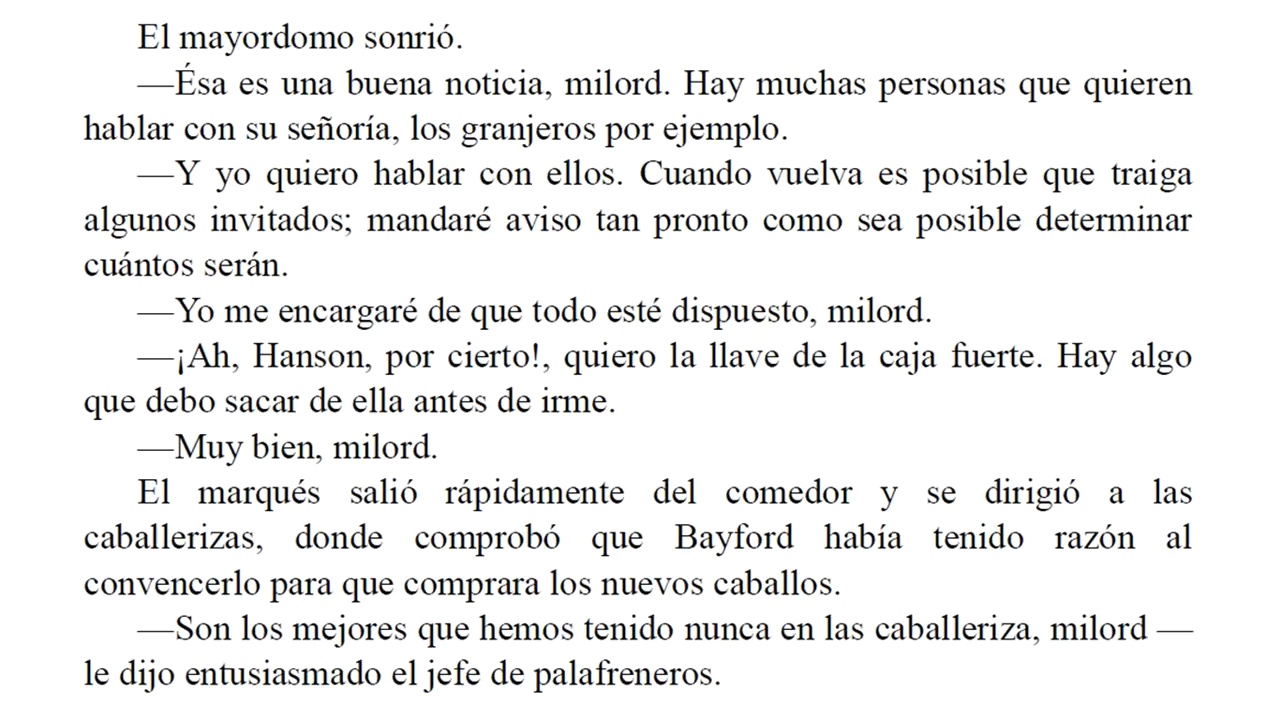 El mayordomo sonrió.
—Ésa es una buena noticia, milord. Hay muchas personas que quieren
hablar con su señoría, los granjeros por ejemplo.
—Y yo quiero hablar con ellos. Cuando vuelva es posible que traiga
algunos invitados; mandaré aviso tan pronto como sea posible determinar
cuántos serán.
—Yo me encargaré de que todo esté dispuesto, milord.
—¡Ah, Hanson, por cierto!, quiero la llave de la caja fuerte. Hay algo
que debo sacar de ella antes de irme.
—Muy bien, milord.
El marqués salió rápidamente del comedor y se dirigió a las
caballerizas, donde comprobó que Bayford había tenido razón al
convencerlo para que comprara los nuevos caballos.
—Son los mejores que hemos tenido nunca en las caballeriza, milord —
le dijo entusiasmado el jefe de palafreneros.